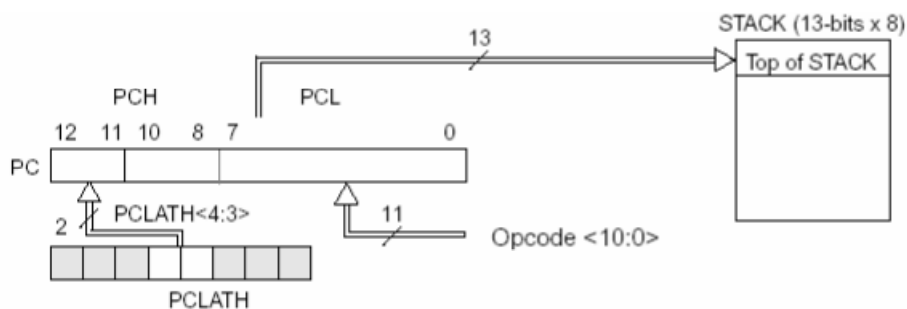 STACK (13-bits x 8)
13
Top of STACK
PCH PCL
12 11 10 8 7 0
PC
2 PCLATH<4:3> 11
Opcode <10:0>
PCLATH